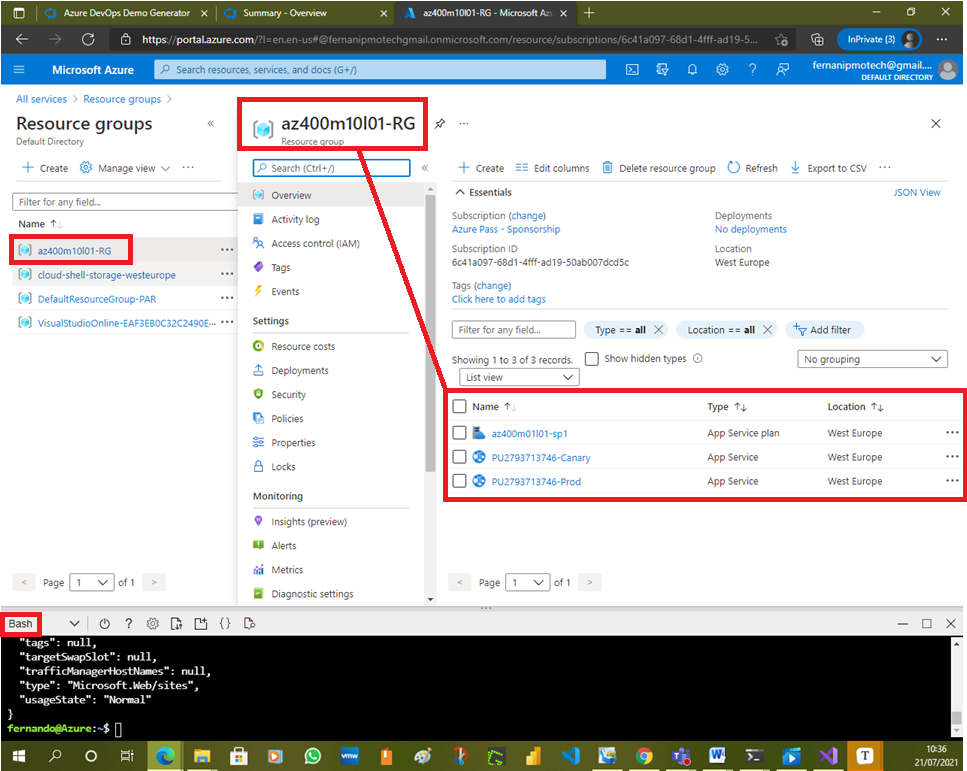 Azure DevOps Demo Generator
Summary - Overview
az400m10l01-RG - Microsoft Az
https://portal.azure.com/?l=en.en-us#@fernanipmotechgmail.onmicrosoft.com/resource/subscriptions/6c41a097-68d1-4fff-ad19-5...
InPrivate (3)
Microsoft Azure
Search resources, services, and docs (G+/)
fernanipmotech@gmail....
DEFAULT DIRECTORY
All services > Resource groups >
Resource groups
Default Directory
Create
Manage view
Filter for any field...
Name
az400m10l01-RG
cloud-shell-storage-westeurope
DefaultResourceGroup-PAR
VisualStudioOnline-EAF3EB0C32C2490E...
Page 1 of 1
az400m10l01-RG
Resource group
Search (Ctrl+/)
Overview
Activity log
Access control (IAM)
Tags
Events
Settings
Resource costs
Deployments
Security
Policies
Properties
Locks
Monitoring
Insights (preview)
Alerts
Metrics
Diagnostic settings
Create
Edit columns
Delete resource group
Refresh
Export to CSV
Essentials
JSON View
Subscription (change)
Azure Pass - Sponsorship
Subscription ID
6c41a097-68d1-4fff-ad19-50ab007dcd5c
Tags (change)
Click here to add tags
Deployments
No deployments
Location
West Europe
Filter for any field...
Type == all
Location == all
Add filter
Showing 1 to 3 of 3 records.
Show hidden types
No grouping
List view
Name Type Location
az400m01l01-sp1 App Service plan West Europe
PU2793713746-Canary App Service West Europe
PU2793713746-Prod App Service West Europe
Page 1 of 1
Bash
"tags": null,
"targetSwapSlot": null,
"trafficManagerHostNames": null,
"type": "Microsoft.Web/sites",
"usageState": "Normal"
}
fernando@Azure:~$
vmw
T
10:36
21/07/2021